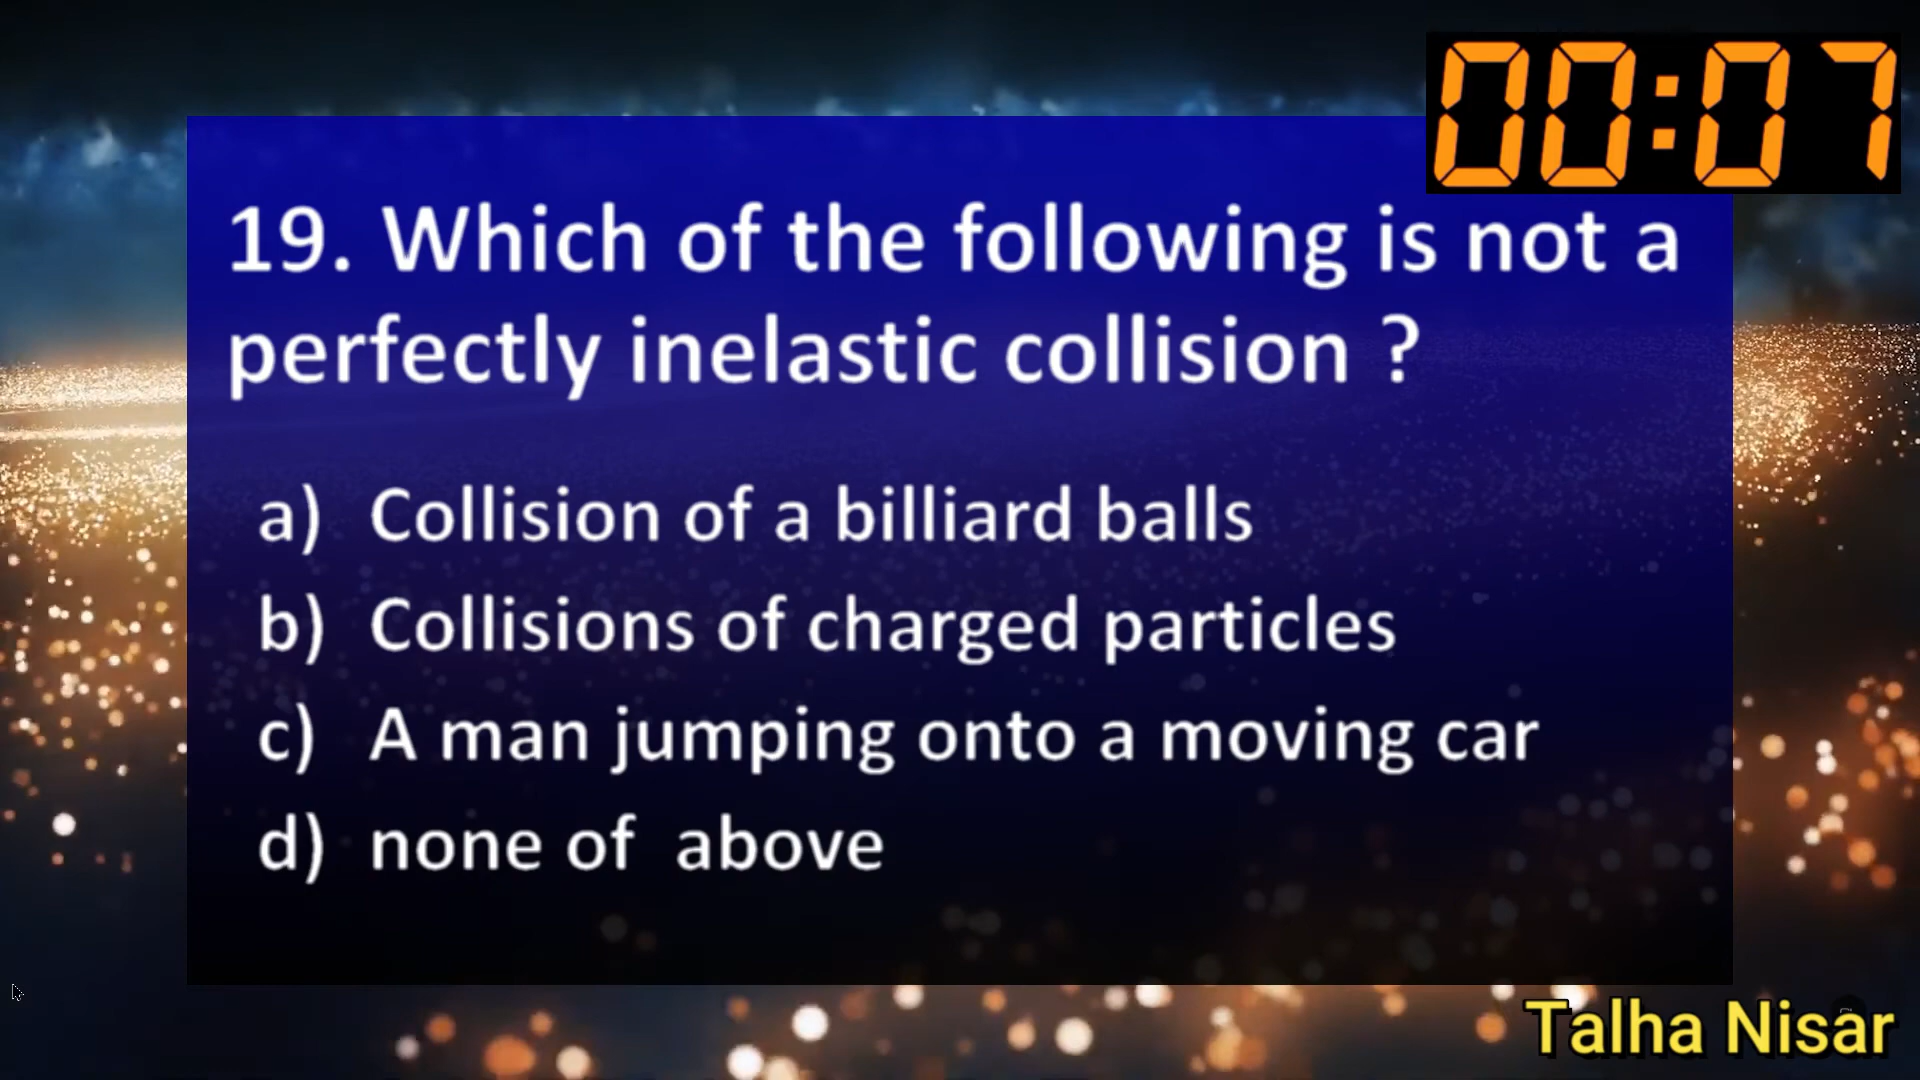 00:07
19. Which of the following is not a
perfectly inelastic collision ?
a) Collision of a billiard balls
b) Collisions of charged particles
c) A man jumping onto a moving car
d) none of above
Talha Nisar